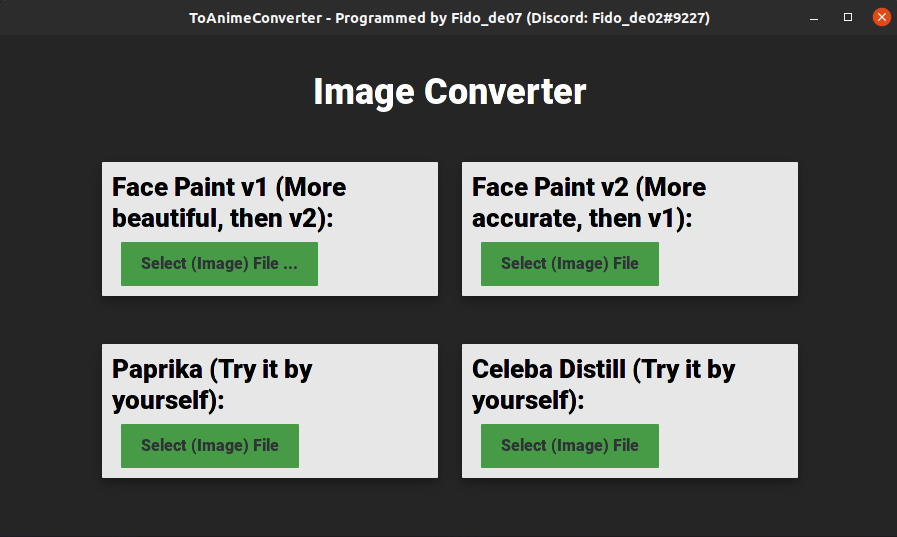 ToAnimeConverter - Programmed by Fido_de07 (Discord: Fido_de02#9227)
Image Converter
Face Paint v1 (More
beautiful, then v2):
Select (Image) File ...
Face Paint v2 (More
accurate, then v1):
Select (Image) File
Paprika (Try it by
yourself):
Select (Image) File
Celeba Distill (Try it by
yourself):
Select (Image) File